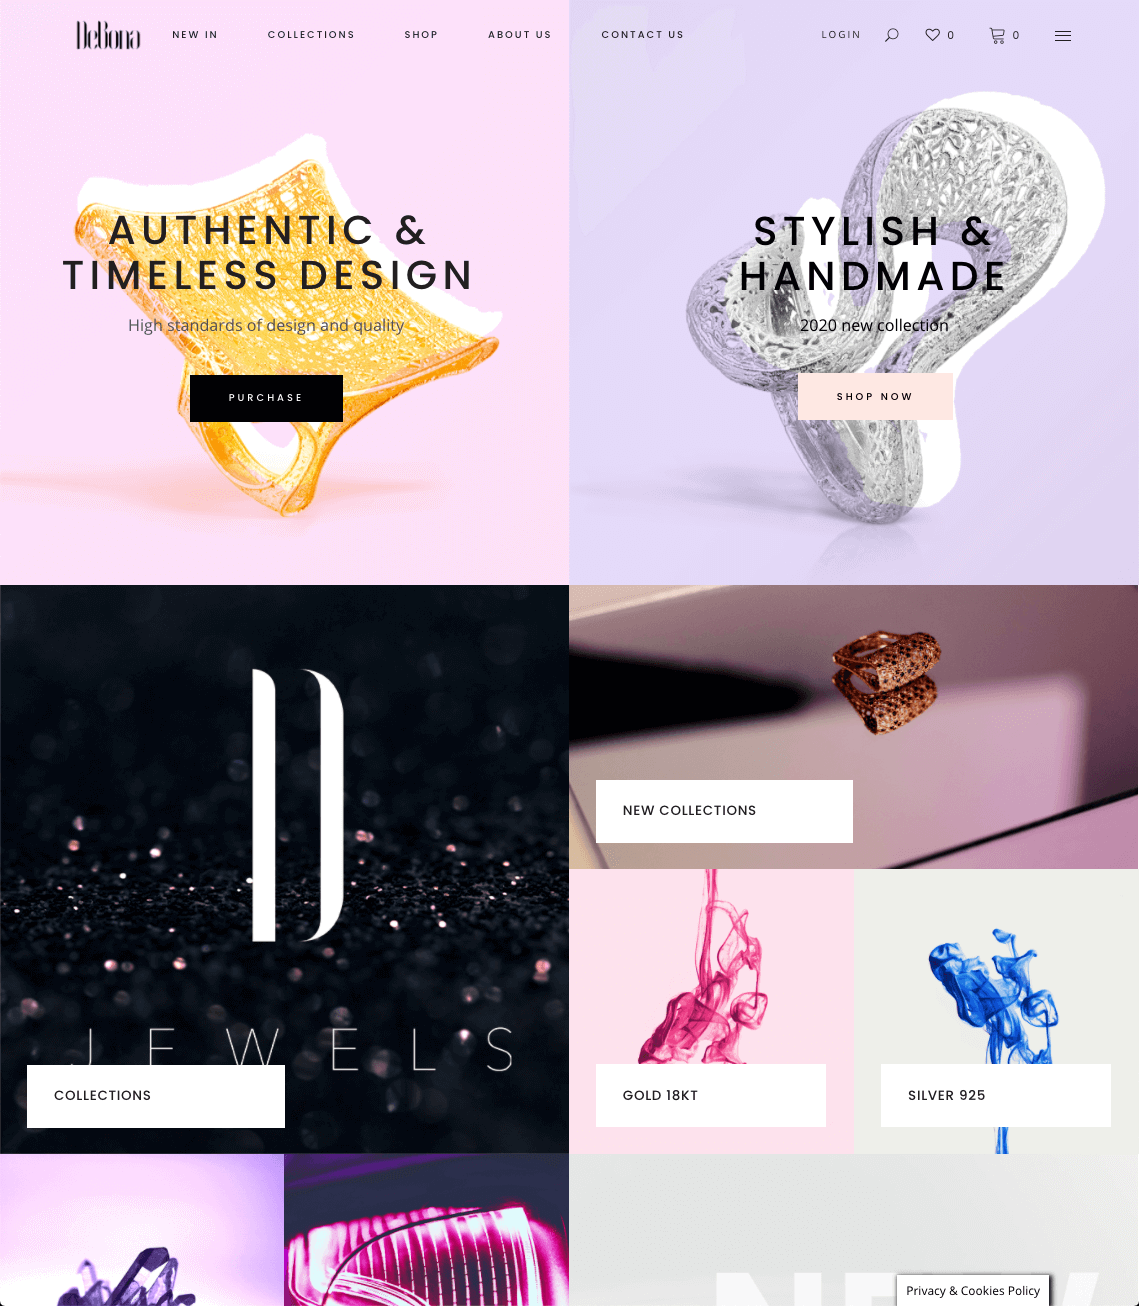 DeBona
NEW IN
COLLECTIONS
SHOP
ABOUT US
CONTACT US
LOGIN
0
0
AUTHENTIC &
TIMELESS DESIGN
High standards of design and quality
PURCHASE
STYLISH &
HANDMADE
2020 new collection
SHOP NOW
D
JEWELS
COLLECTIONS
NEW COLLECTIONS
GOLD 18KT
SILVER 925
NEW
Privacy & Cookies Policy